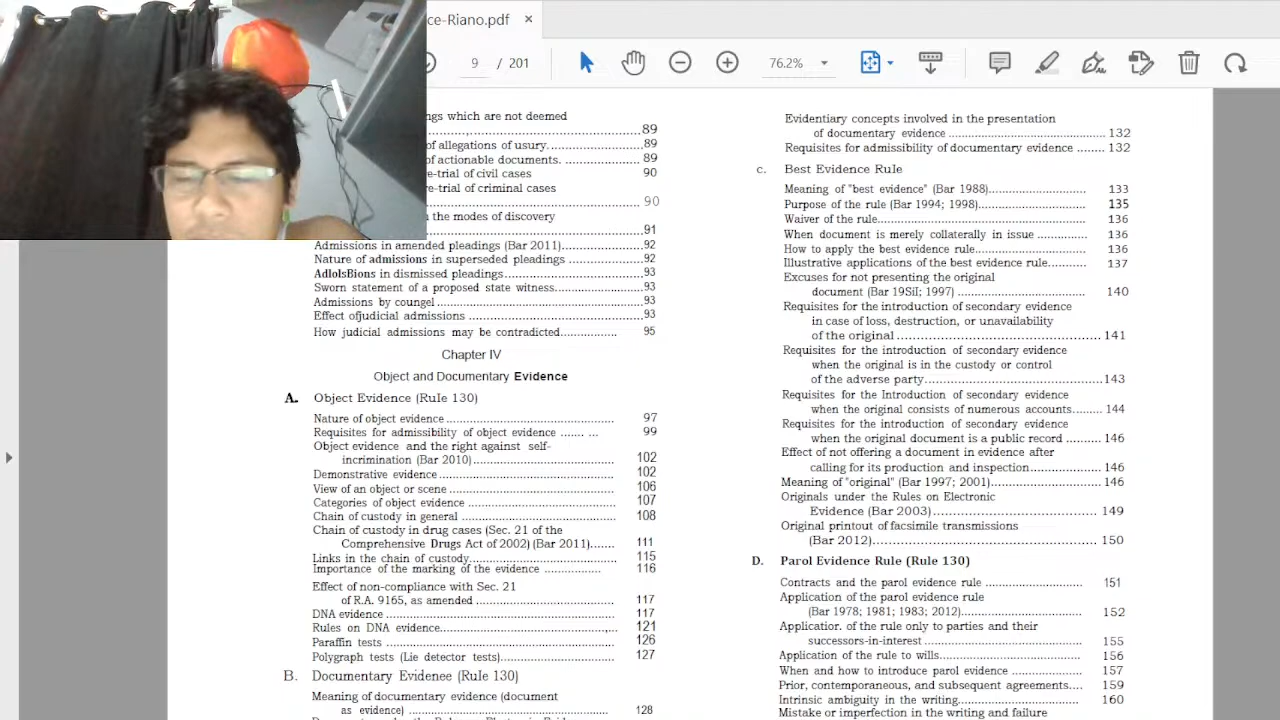 ce-Riano.pdf
9 / 201
76.2%
ngs which are not deemed
89
of allegations of usury. 89
of actionable documents. 89
re-trial of civil cases 90
re-trial of criminal cases
90
the modes of discovery
91
Admissions in amended pleadings (Bar 2011) 92
Nature of admissions in superseded pleadings 92
AdlolsBions in dismissed pleadings 93
Sworn statement of a proposed state witness 93
Admissions by coungel 93
Effect ofjudicial admissions 93
How judicial admissions may be contradicted 95
Chapter IV
Object and Documentary Evidence
A. Object Evidence (RuIe 130)
Nature of object evidence 97
Requisites for admissibility of object evidence 99
Object evidence and the right against self-
incrimination (Bar 2010) 102
Demonstrative evidence 102
View of an object or scene 106
Categories of object evidence 107
Chain of custody in general 108
Chain of custody in drug cases (Sec. 21 of the
Comprehensive Drugs Act of 2002) (Bar 2011) 111
Links in the chain of custody 115
Importance of the marking of the evidence 116
Effect of non-compliance with Sec. 21
of R.A. 9165, as amended 117
DNA evidence 117
Rules on DNA evidence 121
Paraffin tests 126
Polygraph tests (Lie detector tests) 127
B. Documentary Evidenee (RuIe 130)
Meaning of documentary evidence (document
as evidence) 128
Evidentiary concepts involved in the presentation
of documentary evidence 132
Requisites for admissibility of documentary evidence 132
c. Best Evidence Rule
Meaning of "best evidence" (Bar 1988) 133
Purpose of the rule (Bar 1994; 1998) 135
Waiver of the rule 136
When document is merely collaterally in issue 136
How to apply the best evidence rule 136
Illustrative applications of the best evidence rule 137
Excuses for not presenting the original
document (Bar 19SiI; 1997) 140
Requisites for the introduction of secondary evidence
in case of loss, destruction, or unavailability
of the original 141
Requisites for the introduction of secondary evidence
when the original is in the custody or control
of the adverse party 143
Requisites for the Introduction of secondary evidence
when the original consists of numerous accounts 144
Requisites for the introduction of secondary evidence
when the original document is a public record 146
Effect of not offering a document in evidence after
calling for its production and inspection 146
Meaning of "original" (Bar 1997; 2001) 146
Originals under the Rules on Electronic
Evidence (Bar 2003) 149
Original printout of facsimile transmissions
(Bar 2012) 150
D. Parol Evidence Rule (Rule 130)
Contracts and the parol evidence rule 151
Application of the parol evidence rule
(Bar 1978; 1981; 1983; 2012) 152
Applicatior. of the rule only to parties and their
successors-in-interest 155
Application of the rule to wills 156
When and how to introduce parol evidence 157
Prior, contemporaneous, and subsequent agreements 159
Intrinsic ambiguity in the writing 160
Mistake or imperfection in the writing and failure